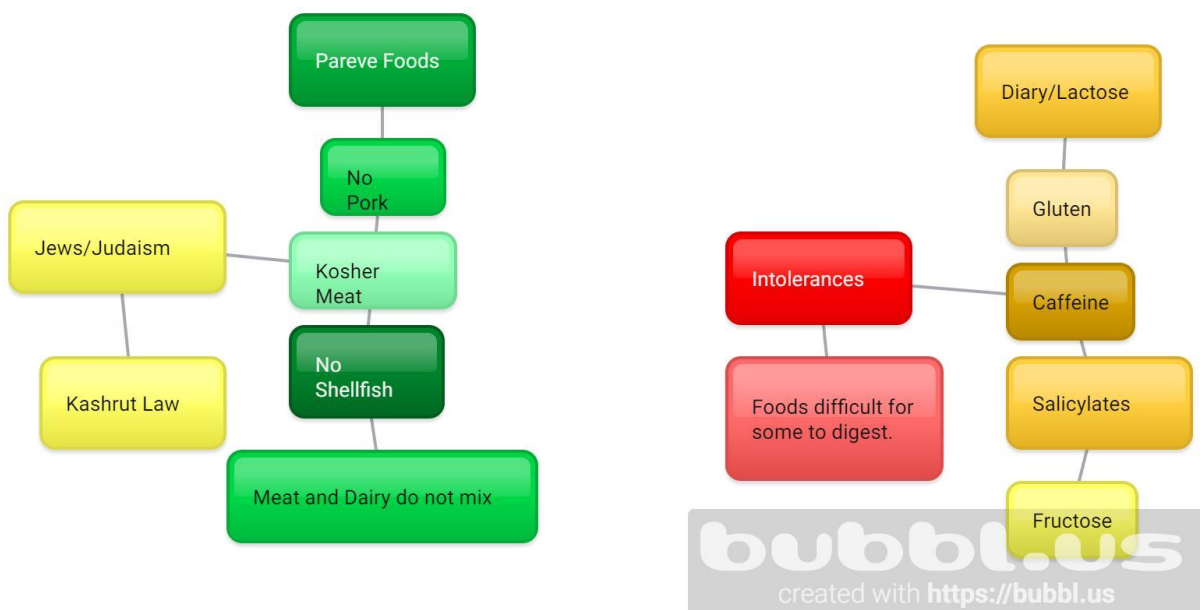 Pareve Foods
No
Pork
Jews/Judaism
Kosher
Meat
No
Shellfish
Kashrut Law
Meat and Dairy do not mix
Diary/Lactose
Gluten
Intolerances
Caffeine
Foods difficult for
some to digest.
Salicylates
Fructose
bubbl.us
created with https://bubbl.us